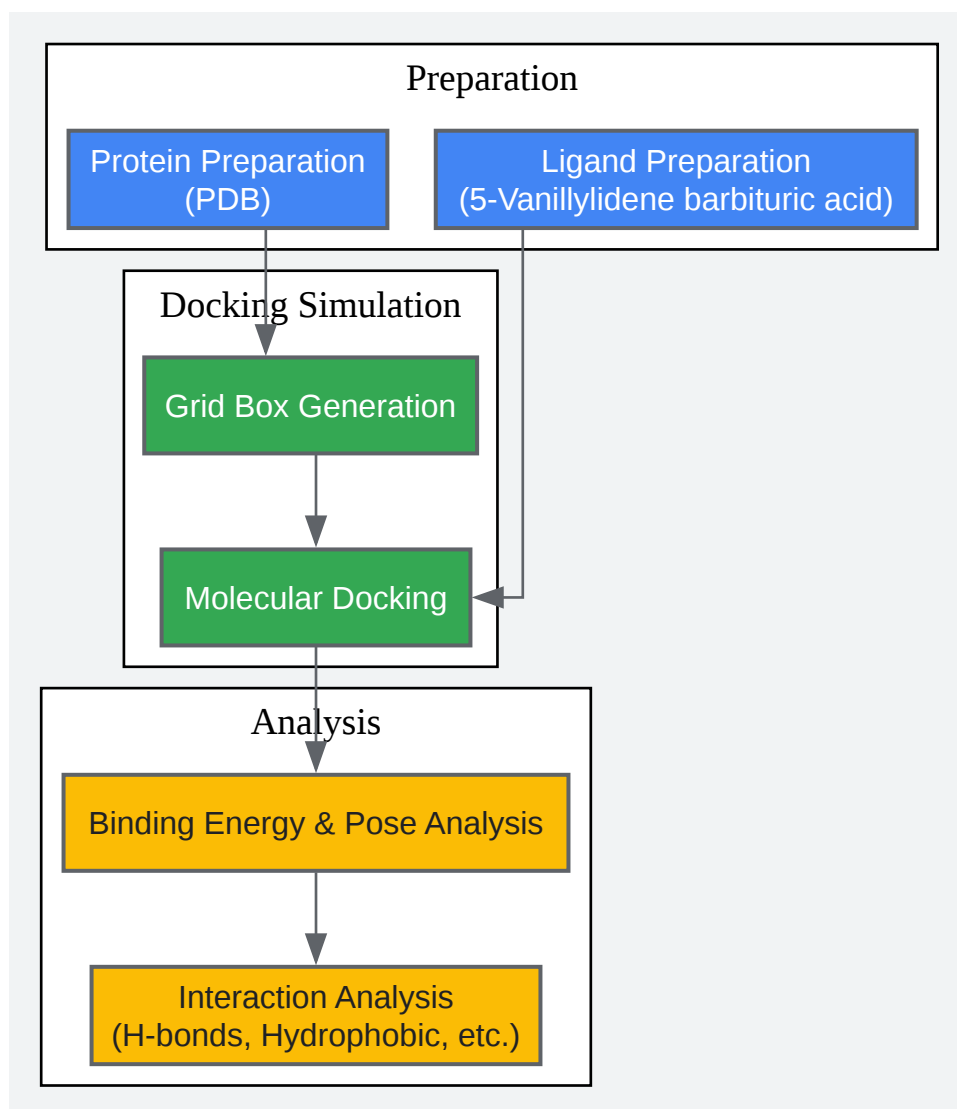 Preparation
Protein Preparation
(PDB)
Ligand Preparation
(5-Vanillylidene barbituric acid)
Docking Simulation
Grid Box Generation
Molecular Docking
Analysis
Binding Energy & Pose Analysis
Interaction Analysis
(H-bonds, Hydrophobic, etc.)